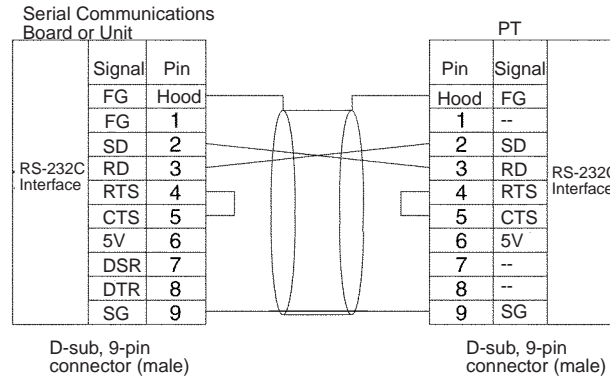 Serial Communications
Board or Unit
PT
Signal Pin
Pin Signal
FG Hood
Hood FG
FG 1
1 --
SD 2
2 SD
RS-232C
Interface
RD 3
3 RD
RS-232C
Interface
RTS 4
4 RTS
CTS 5
5 CTS
5V 6
6 5V
DSR 7
7 --
DTR 8
8 --
SG 9
9 SG
D-sub, 9-pin
connector (male)
D-sub, 9-pin
connector (male)